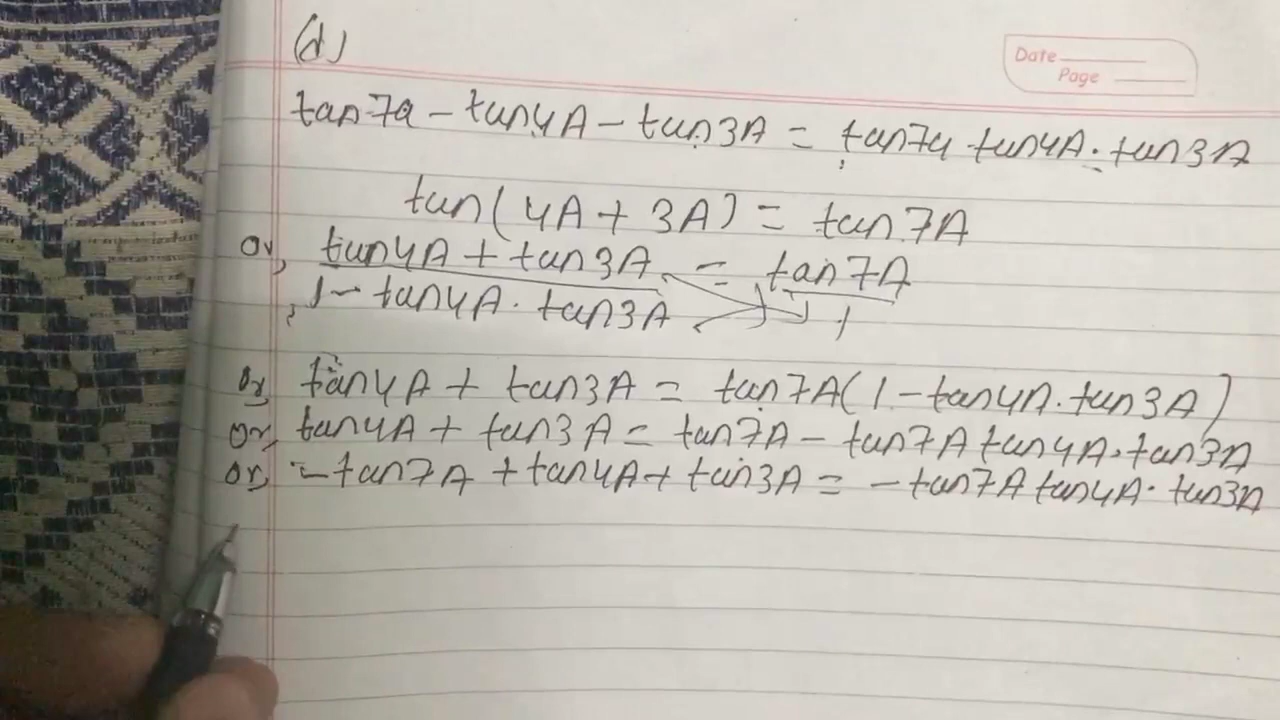 (d)
Date
Page
tan7a - tan4A - tan3A = tan7a tan4A . tan3A
tan(4A + 3A) = tan7A
or, tan4A + tan3A = tan7A
1 - tan4A . tan3A 1
or, tan4A + tan3A = tan7A(1 - tan4A . tan3A)
or, tan4A + tan3A = tan7A - tan7A tan4A . tan3A
or, - tan7A + tan4A + tan3A = - tan7A tan4A . tan3A